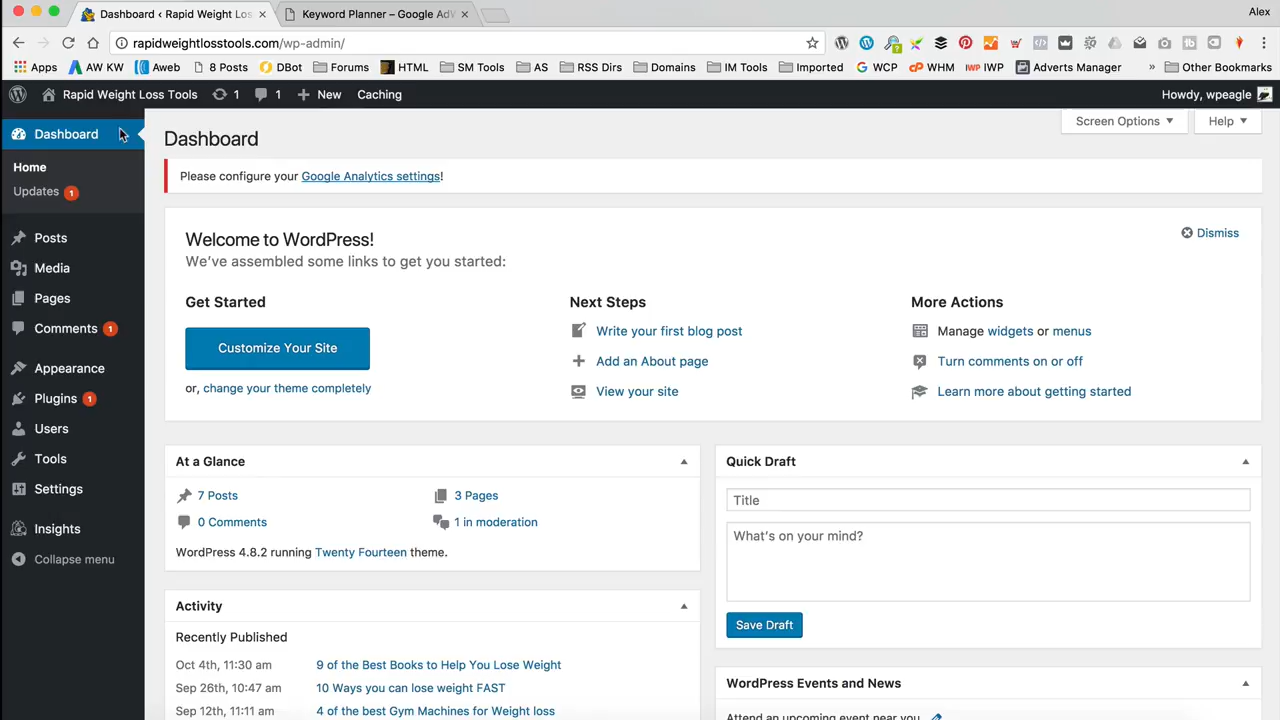 Dashboard ‹ Rapid Weight Los
Keyword Planner – Google AdW
Alex
rapidweightlosstools.com/wp-admin/
Apps AW KW Aweb 8 Posts DBot Forums HTML SM Tools AS RSS Dirs Domains IM Tools Imported WCP WHM IWP IWP Adverts Manager » Other Bookmarks
Rapid Weight Loss Tools 1 1 New Caching Howdy, wpeagle
Dashboard
Home
Updates 1
Posts
Media
Pages
Comments 1
Appearance
Plugins 1
Users
Tools
Settings
Insights
Collapse menu
Screen Options Help
Dashboard
Please configure your Google Analytics settings!
Welcome to WordPress!
We've assembled some links to get you started:
Dismiss
Get Started
Customize Your Site
or, change your theme completely
Next Steps
Write your first blog post
Add an About page
View your site
More Actions
Manage widgets or menus
Turn comments on or off
Learn more about getting started
At a Glance
7 Posts 3 Pages
0 Comments 1 in moderation
WordPress 4.8.2 running Twenty Fourteen theme.
Activity
Recently Published
Oct 4th, 11:30 am 9 of the Best Books to Help You Lose Weight
Sep 26th, 10:47 am 10 Ways you can lose weight FAST
Sep 12th, 11:11 am 4 of the best Gym Machines for Weight loss
Quick Draft
Title
What's on your mind?
Save Draft
WordPress Events and News
Attend an upcoming event near you